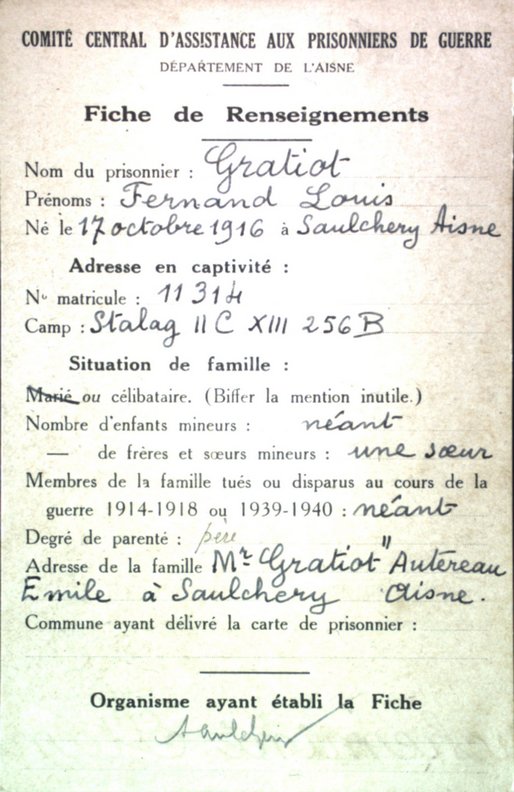 COMITÉ CENTRAL D'ASSISTANCE AUX PRISONNIERS DE GUERRE
DÉPARTEMENT DE L'AISNE
Fiche de Renseignements
Nom du prisonnier : Gratiot
Prénoms : Fernand Louis
Né le 17 octobre 1916 à Saulchery Aisne
Adresse en captivité :
No matricule : 11314
Camp : Stalag II C XIII 256 B
Situation de famille :
Marié ou célibataire. (Biffer la mention inutile.)
Nombre d'enfants mineurs : néant
— de frères et sœurs mineurs : une sœur
Membres de la famille tués ou disparus au cours de la
guerre 1914-1918 ou 1939-1940 : néant
Degré de parenté : père "
Adresse de la famille Mr Gratiot Autereau
Emile à Saulchery Aisne.
Commune ayant délivré la carte de prisonnier :
Organisme ayant établi la Fiche
Saulchery